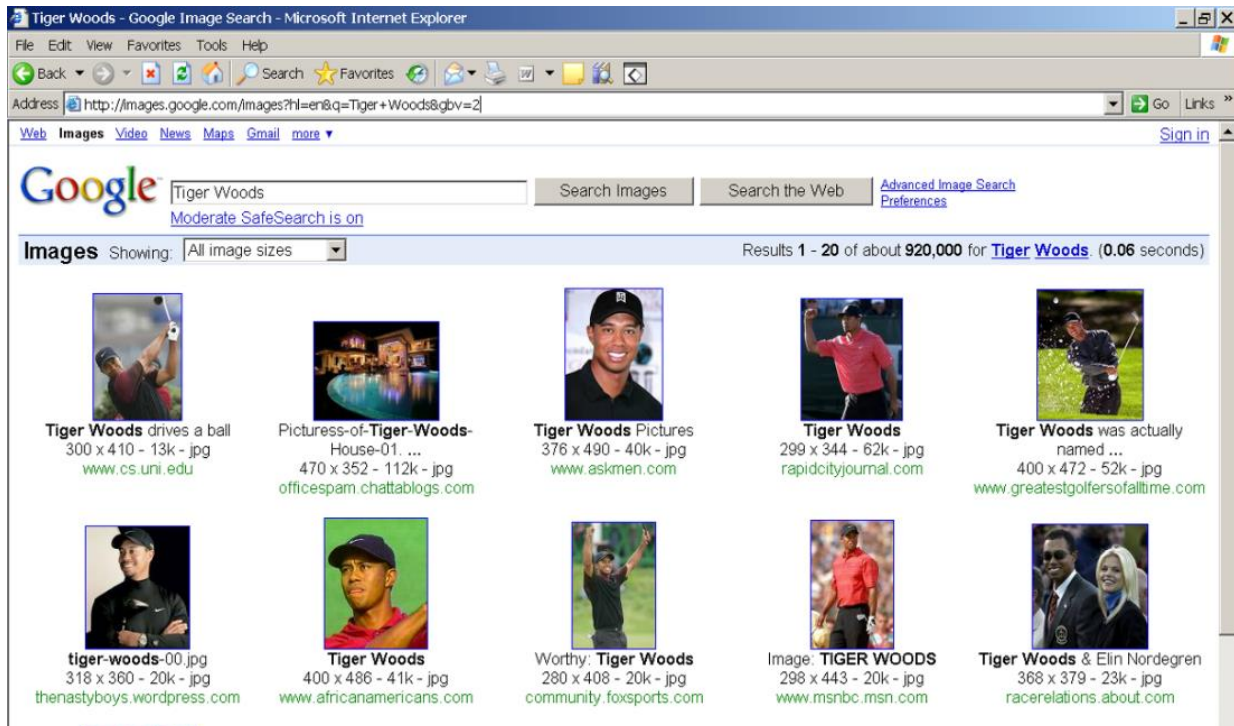 Tiger Woods - Google Image Search - Microsoft Internet Explorer
File Edit View Favorites Tools Help
Back Search Favorites
Address http://images.google.com/images?hl=en&q=Tiger+Woods&gbv=2 Go Links »
Web Images Video News Maps Gmail more ▼ Sign in
Google™ Tiger Woods Search Images Search the Web Advanced Image Search
Preferences
Moderate SafeSearch is on
Images Showing: All image sizes Results 1 - 20 of about 920,000 for Tiger Woods. (0.06 seconds)
Tiger Woods drives a ball
300 x 410 - 13k - jpg
www.cs.uni.edu
Picturess-of-Tiger-Woods-
House-01. ...
470 x 352 - 112k - jpg
officespam.chattablogs.com
Tiger Woods Pictures
376 x 490 - 40k - jpg
www.askmen.com
Tiger Woods
299 x 344 - 62k - jpg
rapidcityjournal.com
Tiger Woods was actually
named ...
400 x 472 - 52k - jpg
www.greatestgolfersofalltime.com
tiger-woods-00.jpg
318 x 360 - 20k - jpg
thenastyboys.wordpress.com
Tiger Woods
400 x 486 - 41k - jpg
www.africanamericans.com
Worthy: Tiger Woods
280 x 408 - 20k - jpg
community.foxsports.com
Image: TIGER WOODS
298 x 443 - 20k - jpg
www.msnbc.msn.com
Tiger Woods & Elin Nordegren
368 x 379 - 23k - jpg
racerelations.about.com